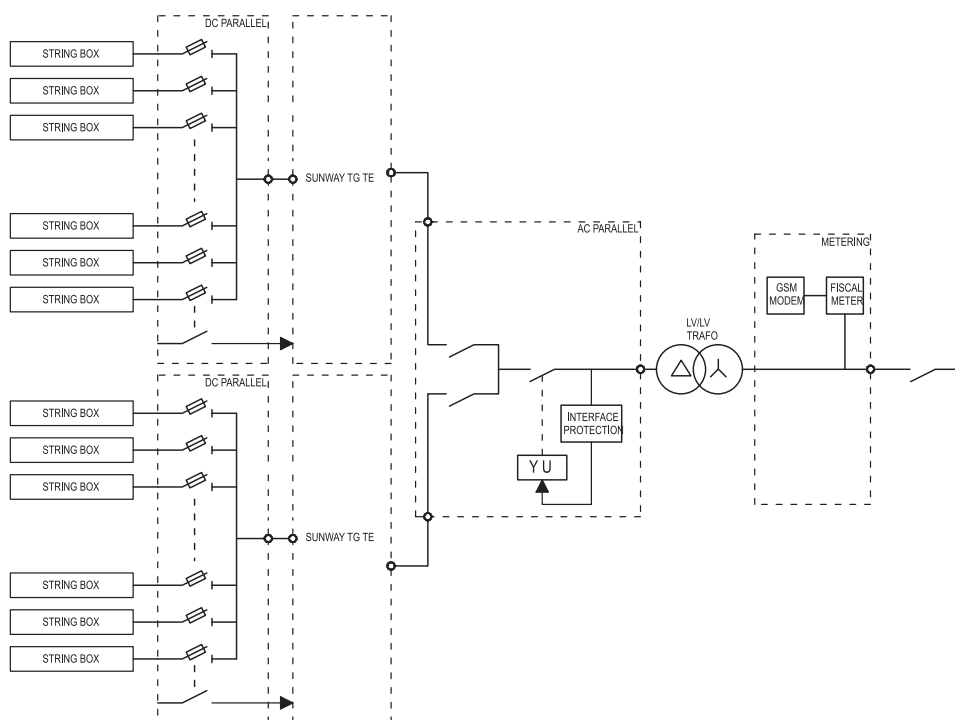 DC PARALLEL
STRING BOX
STRING BOX
STRING BOX
SUNWAY TG TE
STRING BOX
STRING BOX
STRING BOX
DC PARALLEL
STRING BOX
STRING BOX
STRING BOX
SUNWAY TG TE
STRING BOX
STRING BOX
STRING BOX
AC PARALLEL
INTERFACE
PROTECTION
Y U
LV/LV
TRAFO
METERING
GSM
MODEM
FISCAL
METER